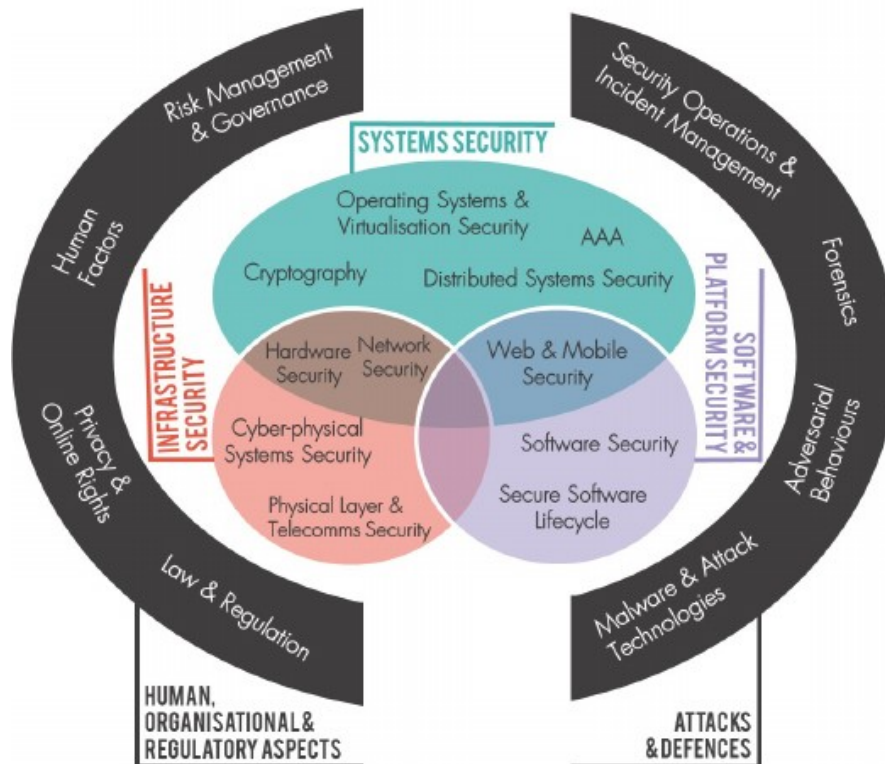 Risk Management
& Governance
Human
Factors
Privacy &
Online Rights
Law & Regulation
HUMAN,
ORGANISATIONAL &
REGULATORY ASPECTS
SYSTEMS SECURITY
Operating Systems &
Virtualisation Security
AAA
Cryptography
Distributed Systems Security
INFRASTRUCTURE
SECURITY
Hardware
Security
Network
Security
Cyber-physical
Systems Security
Physical Layer &
Telecomms Security
Web & Mobile
Security
Software Security
Secure Software
Lifecycle
SOFTWARE &
PLATFORM SECURITY
Security Operations &
Incident Management
Forensics
Adversarial
Behaviours
Malware & Attack
Technologies
ATTACKS
& DEFENCES